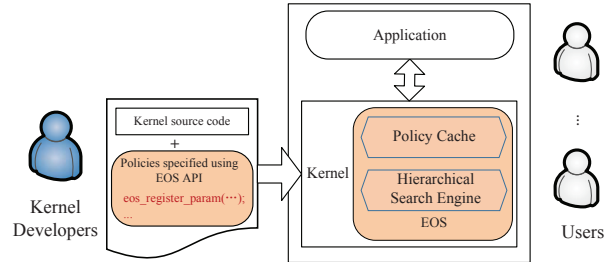 Application
Kernel source code
+
Policies specified using
EOS API
eos_register_param(⋯);
...
Kernel
Policy Cache
Hierarchical
Search Engine
EOS
Kernel
Developers
⋮
Users